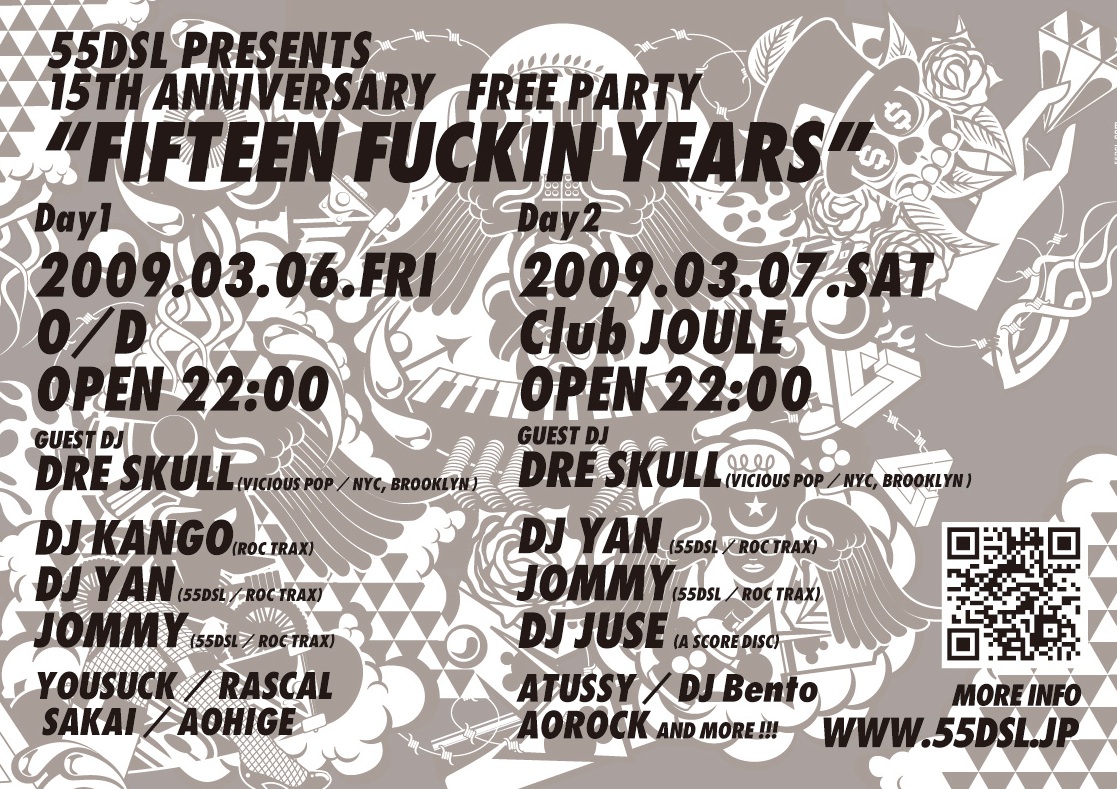 55DSL PRESENTS
15TH ANNIVERSARY FREE PARTY
"FIFTEEN FUCKIN YEARS"
Day1
2009.03.06.FRI
O/D
OPEN 22:00
GUEST DJ
DRE SKULL (VICIOUS POP / NYC, BROOKLYN)
DJ KANGO (ROC TRAX)
DJ YAN (55DSL / ROC TRAX)
JOMMY (55DSL / ROC TRAX)
YOUSUCK / RASCAL
SAKAI / AOHIGE
Day2
2009.03.07.SAT
Club JOULE
OPEN 22:00
GUEST DJ
DRE SKULL (VICIOUS POP / NYC, BROOKLYN)
DJ YAN (55DSL / ROC TRAX)
JOMMY (55DSL / ROC TRAX)
DJ JUSE (A SCORE DISC)
ATUSSY / DJ Bento
AOROCK AND MORE !!!
MORE INFO
WWW.55DSL.JP